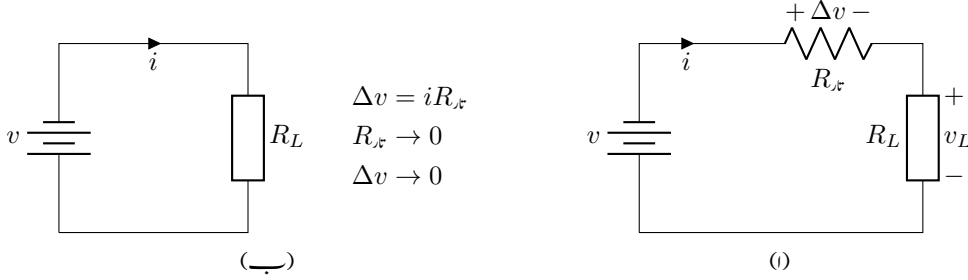 i
v
R_L
Δv = iR
R → 0
Δv → 0
(ب)
+ Δv −
i
R
v
R_L
+
v_L
−
(ا)